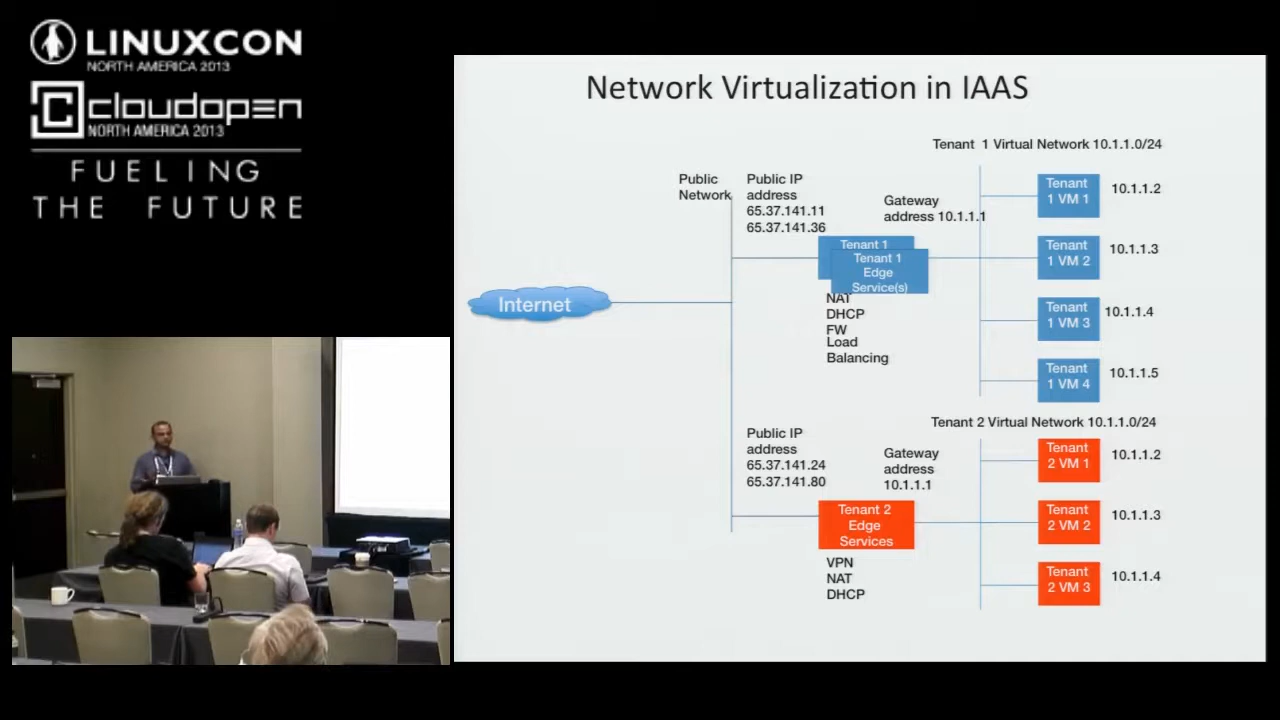 LINUXCON
NORTH AMERICA 2013
cloudopen
NORTH AMERICA 2013
FUELING
THE FUTURE
Network Virtualization in IAAS
Tenant 1 Virtual Network 10.1.1.0/24
Public
Network
Public IP
address
65.37.141.11
65.37.141.36
Gateway
address 10.1.1.1
Tenant
1 VM 1
10.1.1.2
Tenant 1
Tenant 1
Edge
Service(s)
Tenant
1 VM 2
10.1.1.3
Internet
NAT
DHCP
FW
Load
Balancing
Tenant
1 VM 3
10.1.1.4
Tenant
1 VM 4
10.1.1.5
Tenant 2 Virtual Network 10.1.1.0/24
Public IP
address
65.37.141.24
65.37.141.80
Gateway
address
10.1.1.1
Tenant
2 VM 1
10.1.1.2
Tenant 2
Edge
Services
Tenant
2 VM 2
10.1.1.3
VPN
NAT
DHCP
Tenant
2 VM 3
10.1.1.4